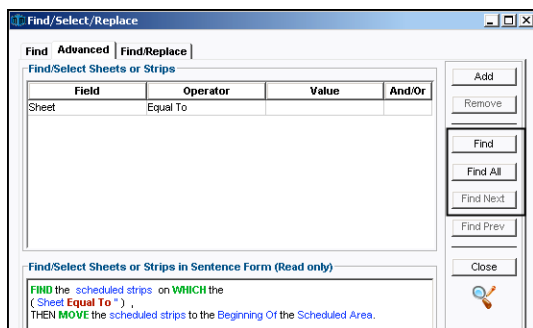 Find/Select/Replace
Find Advanced Find/Replace
Find/Select Sheets or Strips
Field Operator Value And/Or
Sheet Equal To
Add
Remove
Find
Find All
Find Next
Find Prev
Close
Find/Select Sheets or Strips in Sentence Form (Read only)
FIND the scheduled strips on WHICH the
( Sheet Equal To '' ) ,
THEN MOVE the scheduled strips to the Beginning Of the Scheduled Area.